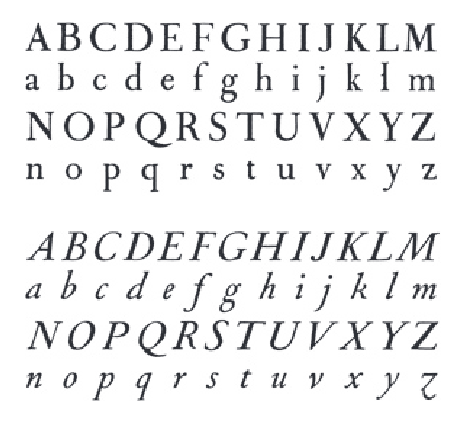 ABCDEFGHIJKLM
a b c d e f g h i j k l m
NOPQRSTUVXYZ
n o p q r s t u v x y z
ABCDEFGHIJKLM
a b c d e f g h i j k l m
NOPQRSTUVXYZ
n o p q r s t u v x y z